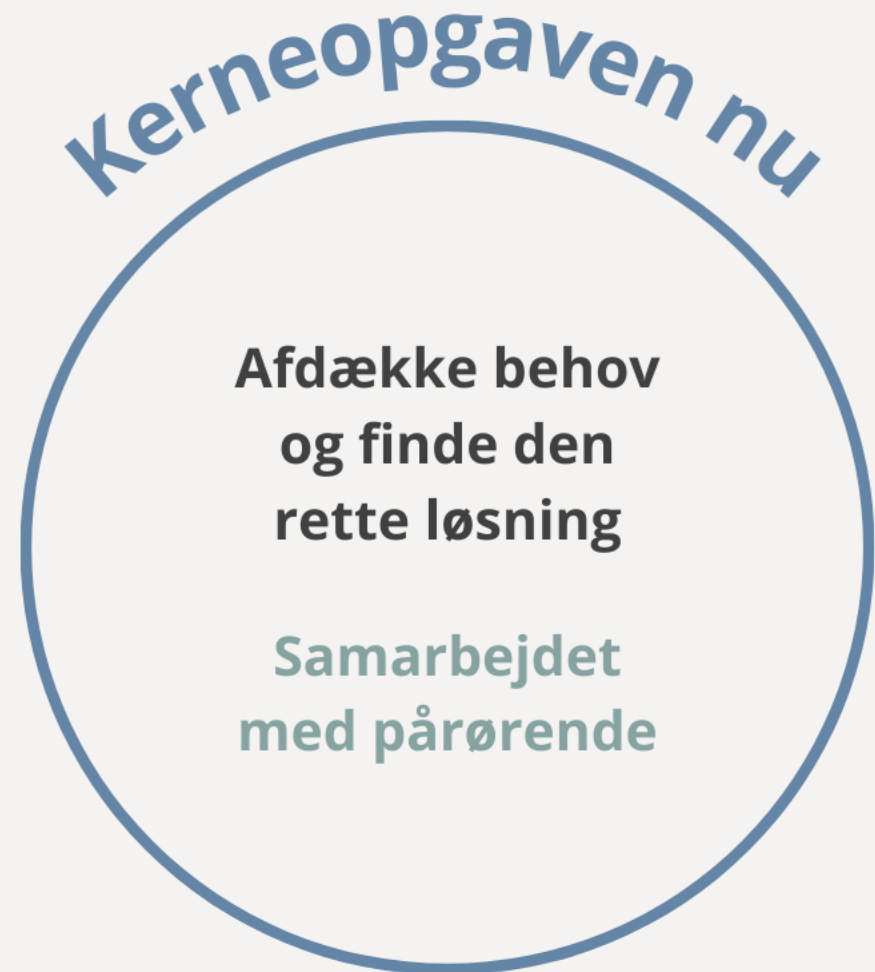 Kerneopgaven nu
Afdække behov
og finde den
rette løsning
Samarbejdet
med pårørende